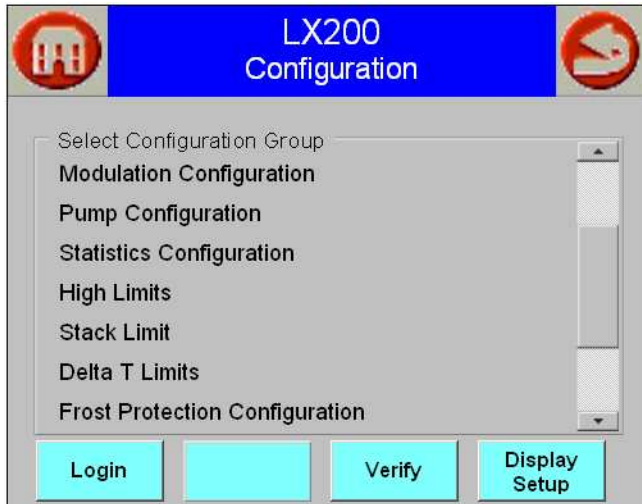 LX200
Configuration
Select Configuration Group
Modulation Configuration
Pump Configuration
Statistics Configuration
High Limits
Stack Limit
Delta T Limits
Frost Protection Configuration
Login
Verify
Display
Setup